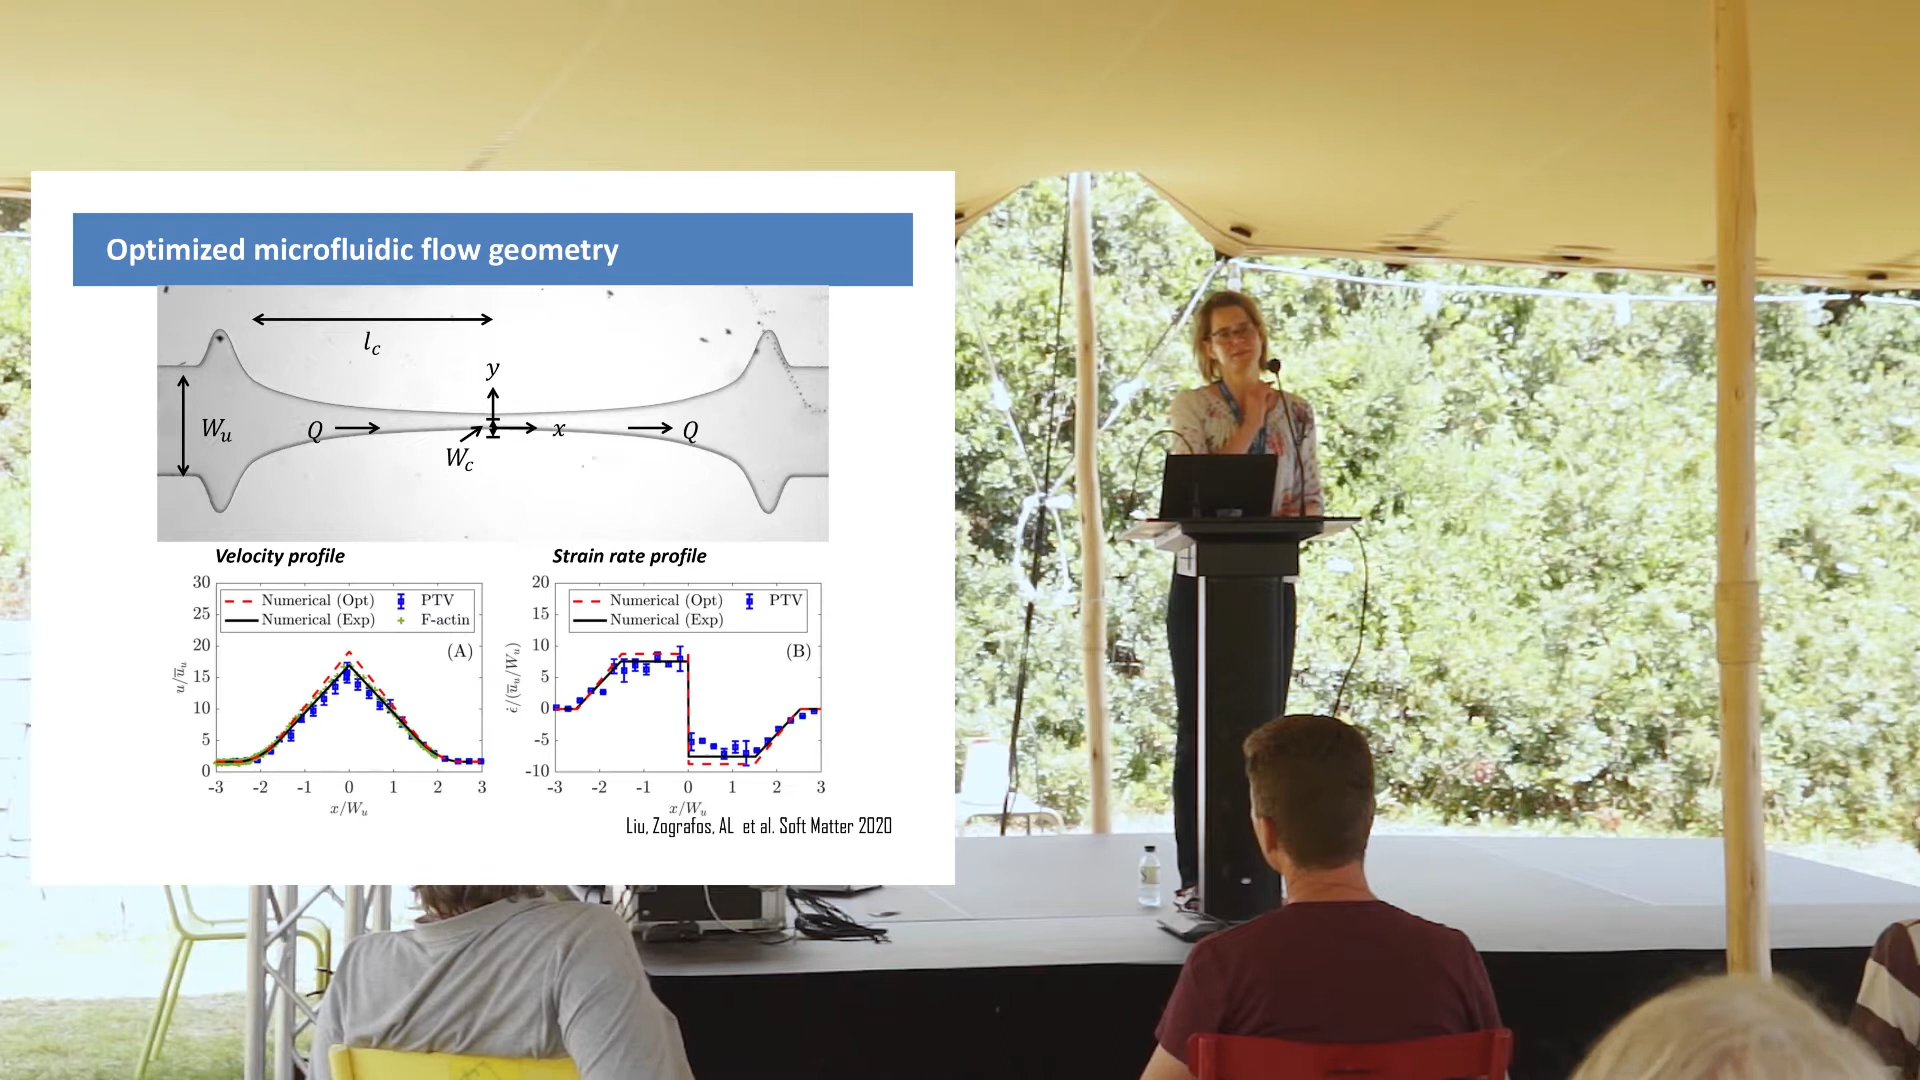 Optimized microfluidic flow geometry
l_c
y
W_u
Q
x
Q
W_c
Velocity profile
Strain rate profile
30
25
20
15
10
5
0
u/ū_u
Numerical (Opt)
PTV
Numerical (Exp)
F-actin
(A)
-3 -2 -1 0 1 2 3
x/W_u
20
15
10
5
0
-5
-10
ε̇/(ū_u/W_u)
Numerical (Opt)
PTV
Numerical (Exp)
(B)
-3 -2 -1 0 1 2 3
x/W_u
Liu, Zografos, AL et al. Soft Matter 2020